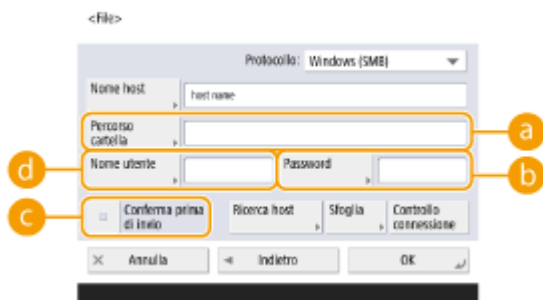 <File>
Protocollo: Windows (SMB)
Nome host
host name
Percorso
cartella
a
d
Nome utente
Password
b
c
Conferma prima
di invio
Ricerca host
Sfoglia
Controllo
connessione
Annulla
Indietro
OK